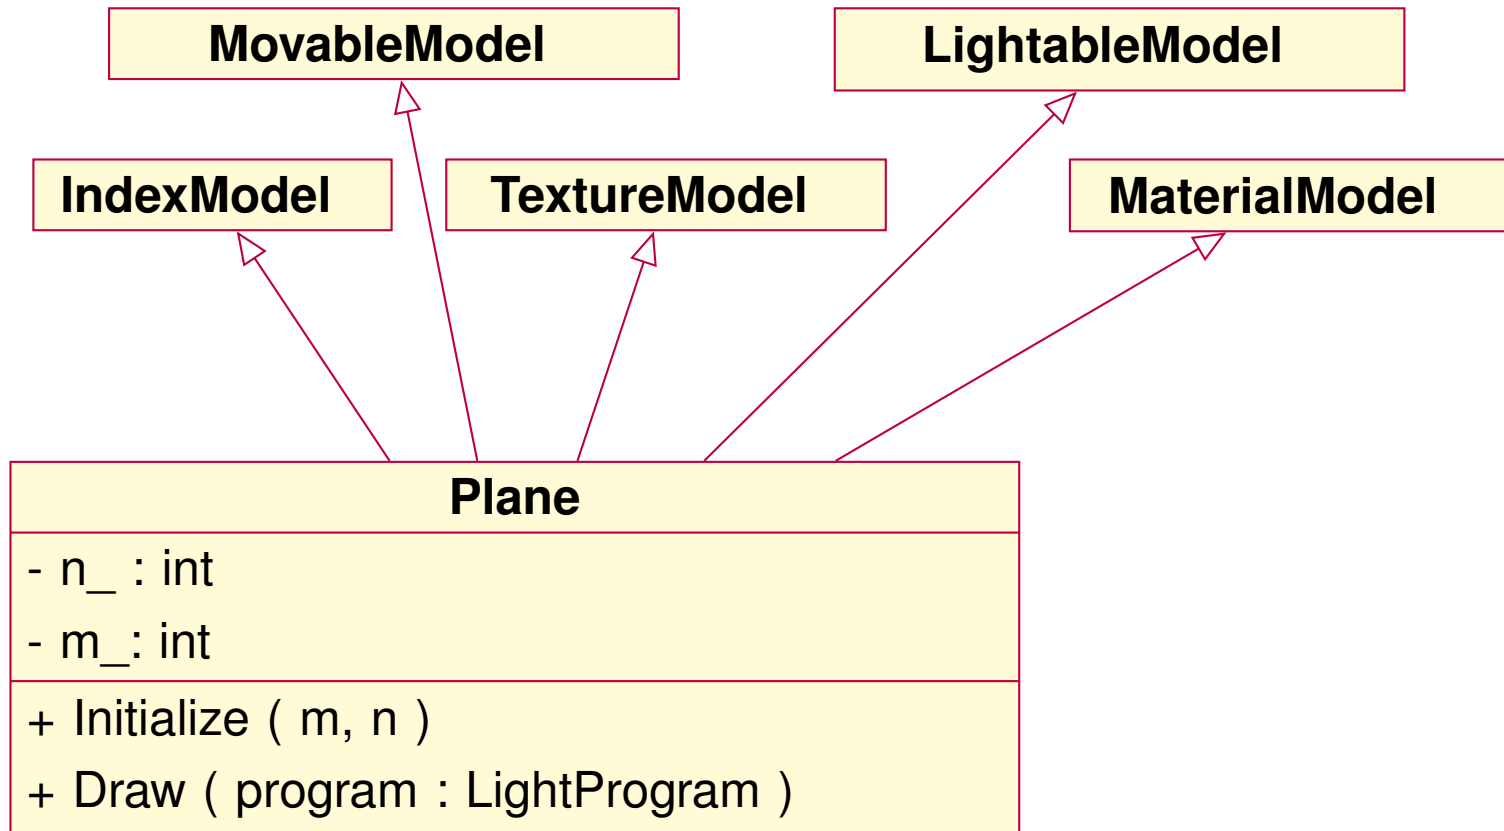 MovableModel
LightableModel
IndexModel
TextureModel
MaterialModel
Plane
- n_ : int
- m_: int
+ Initialize ( m, n )
+ Draw ( program : LightProgram )